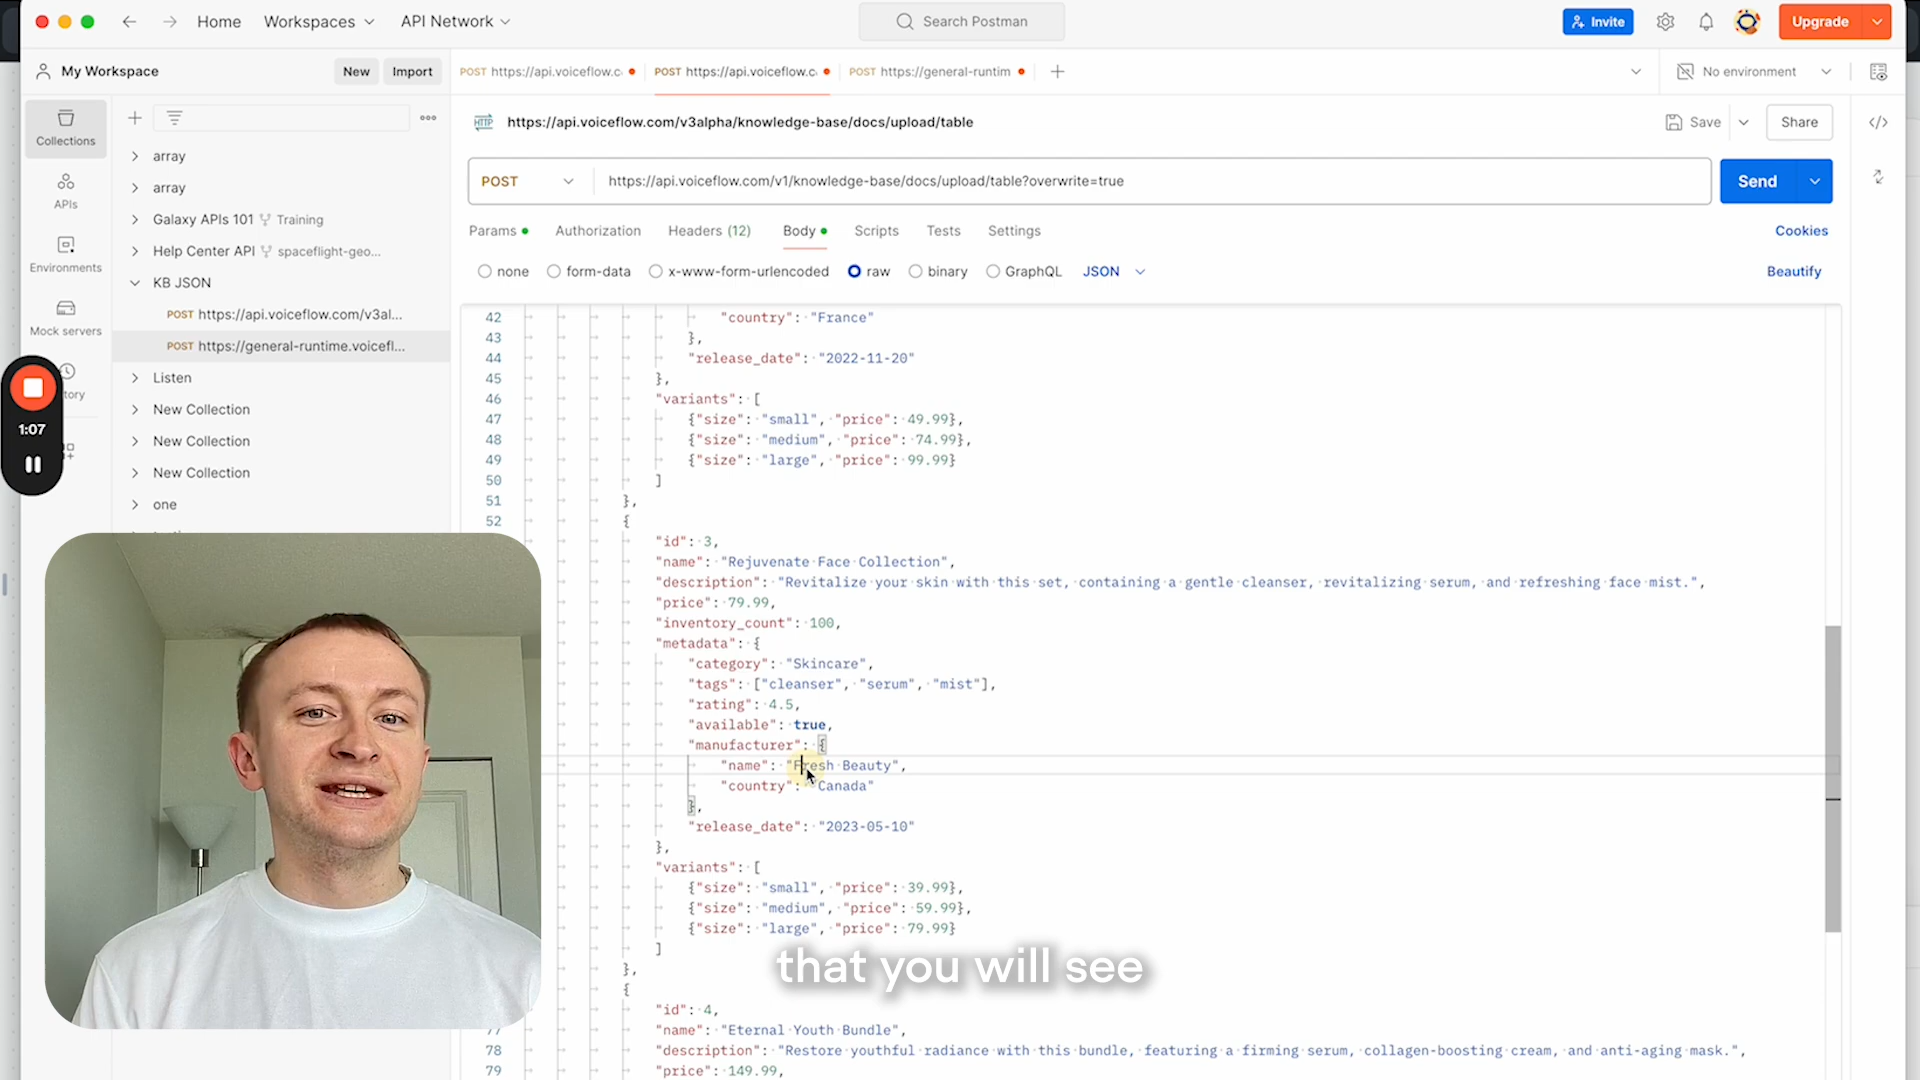 Home
Workspaces
API Network
Search Postman
Invite
Upgrade
My Workspace
New
Import
POST https://api.voiceflow.c
POST https://api.voiceflow.c
POST https://general-runtim
No environment
Collections
https://api.voiceflow.com/v3alpha/knowledge-base/docs/upload/table
Save
Share
array
array
APIs
POST
https://api.voiceflow.com/v1/knowledge-base/docs/upload/table?overwrite=true
Send
Galaxy APIs 101 Training
Params
Authorization
Headers (12)
Body
Scripts
Tests
Settings
Cookies
Help Center API spaceflight-geo...
Environments
none
form-data
x-www-form-urlencoded
raw
binary
GraphQL
JSON
Beautify
KB JSON
POST https://api.voiceflow.com/v3al...
Mock servers
POST https://general-runtime.voicefl...
Listen
tory
New Collection
1:07
New Collection
New Collection
one
42 "country": "France"
43 },
44 "release_date": "2022-11-20"
45 },
46 "variants": [
47 {"size": "small", "price": 49.99},
48 {"size": "medium", "price": 74.99},
49 {"size": "large", "price": 99.99}
50 ]
51 },
52 {
"id": 3,
"name": "Rejuvenate Face Collection",
"description": "Revitalize your skin with this set, containing a gentle cleanser, revitalizing serum, and refreshing face mist.",
"price": 79.99,
"inventory_count": 100,
"metadata": {
"category": "Skincare",
"tags": ["cleanser", "serum", "mist"],
"rating": 4.5,
"available": true,
"manufacturer": {
"name": "Fresh Beauty",
"country": "Canada"
},
"release_date": "2023-05-10"
},
"variants": [
{"size": "small", "price": 39.99},
{"size": "medium", "price": 59.99},
{"size": "large", "price": 79.99}
]
},
{
that you will see
"id": 4,
77 "name": "Eternal Youth Bundle",
78 "description": "Restore youthful radiance with this bundle, featuring a firming serum, collagen-boosting cream, and anti-aging mask.",
79 "price": 149.99,